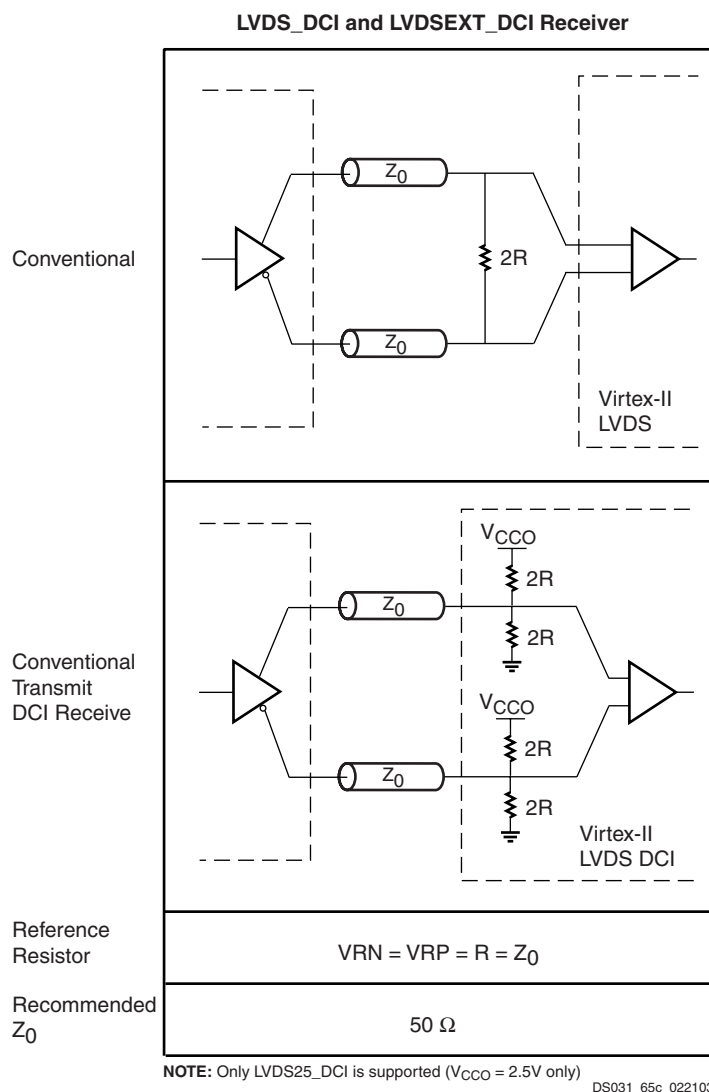 LVDS_DCI and LVDSEXT_DCI Receiver
Conventional
Z0
2R
Z0
Virtex-II
LVDS
Conventional
Transmit
DCI Receive
VCCO
2R
Z0
2R
VCCO
2R
Z0
2R
Virtex-II
LVDS DCI
Reference
Resistor
VRN = VRP = R = Z0
Recommended
Z0
50 Ω
NOTE: Only LVDS25_DCI is supported (VCCO = 2.5V only)
DS031_65c_022103